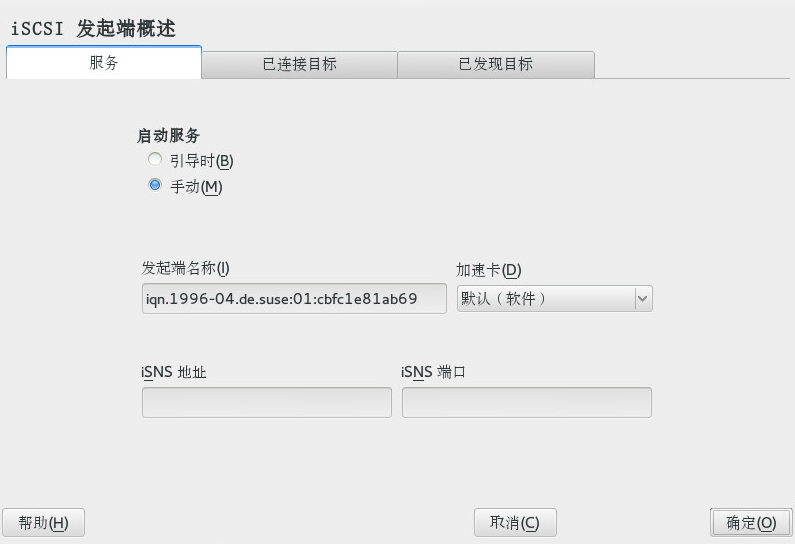 iSCSI 发起端概述
服务 已连接目标 已发现目标
启动服务
引导时(B)
手动(M)
发起端名称(I) 加速卡(D)
iqn.1996-04.de.suse:01:cbfc1e81ab69 默认（软件）
iSNS 地址 iSNS 端口
帮助(H) 取消(C) 确定(O)